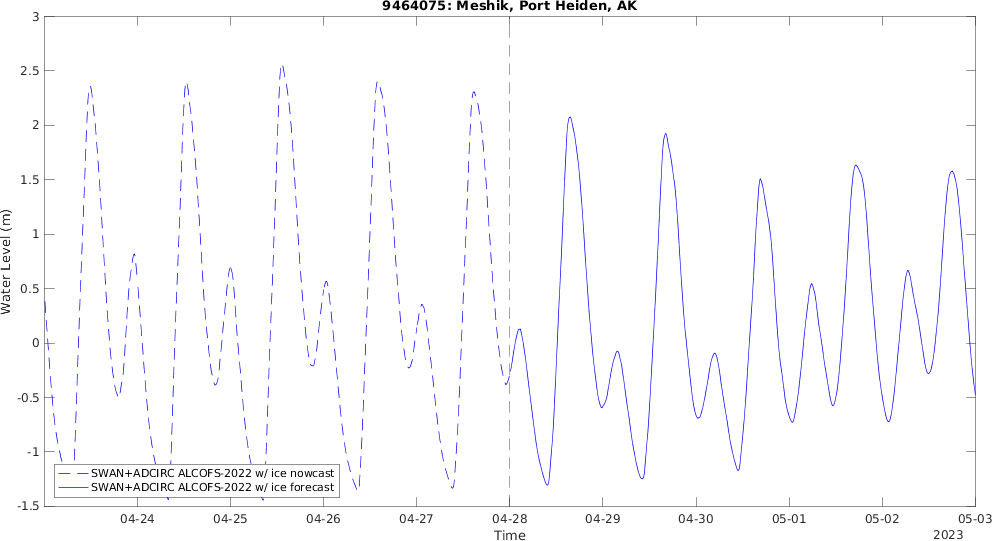 9464075: Meshik, Port Heiden, AK
3
2.5
2
1.5
1
0.5
0
-0.5
-1
-1.5
Water Level (m)
SWAN+ADCIRC ALCOFS-2022 w/ ice nowcast
SWAN+ADCIRC ALCOFS-2022 w/ ice forecast
04-24 04-25 04-26 04-27 04-28 04-29 04-30 05-01 05-02 05-03
Time
2023